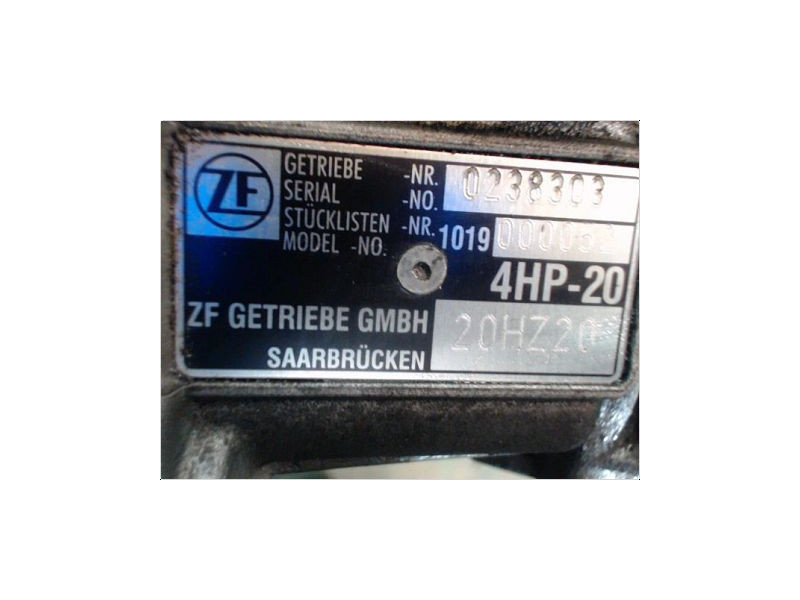 ZF
GETRIEBE -NR. 0238303
SERIAL -NO.
STÜCKLISTEN -NR. 1019
MODEL -NO.
4HP-20
ZF GETRIEBE GMBH 20HZ20
SAARBRÜCKEN